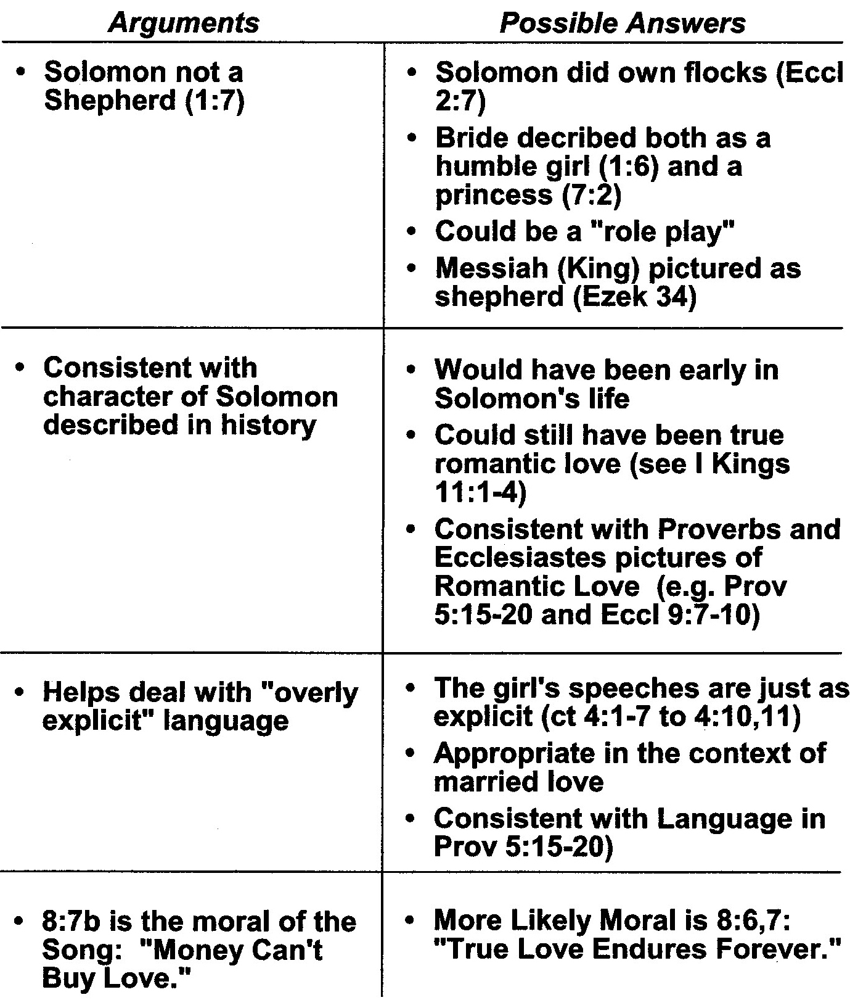 Arguments
Possible Answers
• Solomon not a
Shepherd (1:7)
• Solomon did own flocks (Eccl
2:7)
• Bride decribed both as a
humble girl (1:6) and a
princess (7:2)
• Could be a "role play"
• Messiah (King) pictured as
shepherd (Ezek 34)
• Consistent with
character of Solomon
described in history
• Would have been early in
Solomon's life
• Could still have been true
romantic love (see I Kings
11:1-4)
• Consistent with Proverbs and
Ecclesiastes pictures of
Romantic Love (e.g. Prov
5:15-20 and Eccl 9:7-10)
• Helps deal with "overly
explicit" language
• The girl's speeches are just as
explicit (ct 4:1-7 to 4:10,11)
• Appropriate in the context of
married love
• Consistent with Language in
Prov 5:15-20)
• 8:7b is the moral of the
Song: "Money Can't
Buy Love."
• More Likely Moral is 8:6,7:
"True Love Endures Forever."